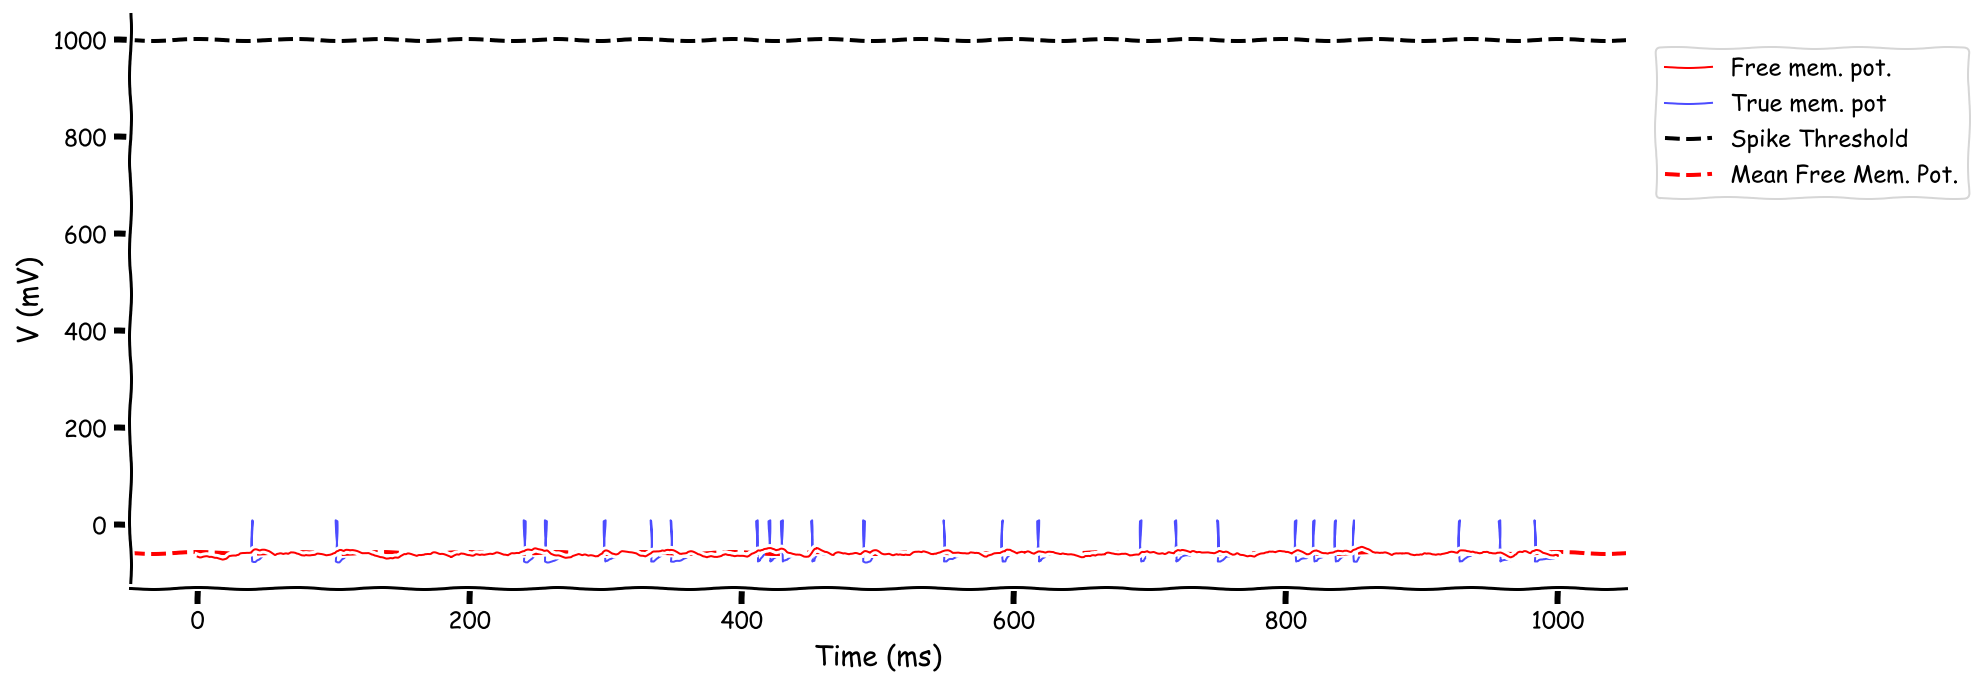 1000
800
600
400
200
0
V (mV)
0
200
400
600
800
1000
Time (ms)
Free mem. pot.
True mem. pot
Spike Threshold
Mean Free Mem. Pot.